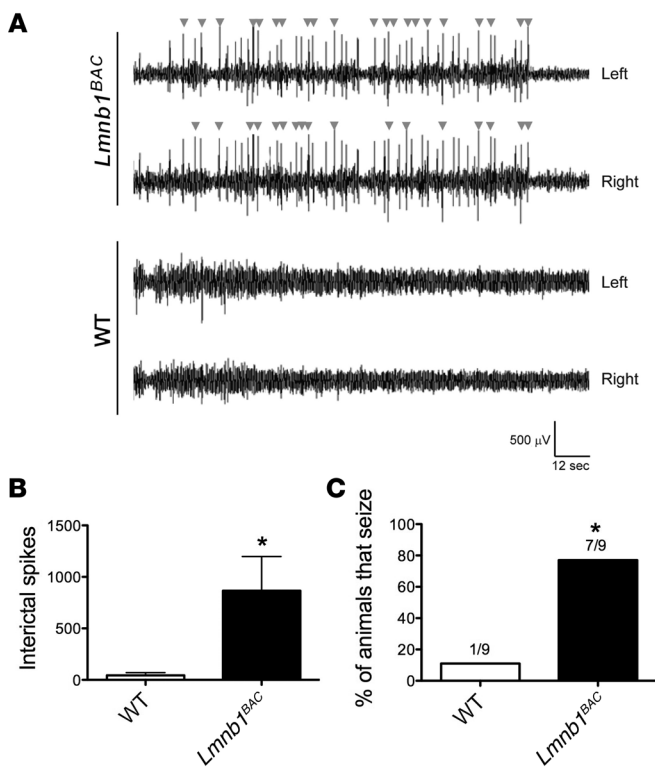 A
Lmnb1BAC
Left
Right
WT
Left
Right
500 µV
12 sec
B
Interictal spikes
1500
1000
500
0
*
WT
Lmnb1BAC
C
% of animals that seize
100
80
60
40
20
0
*
7/9
1/9
WT
Lmnb1BAC